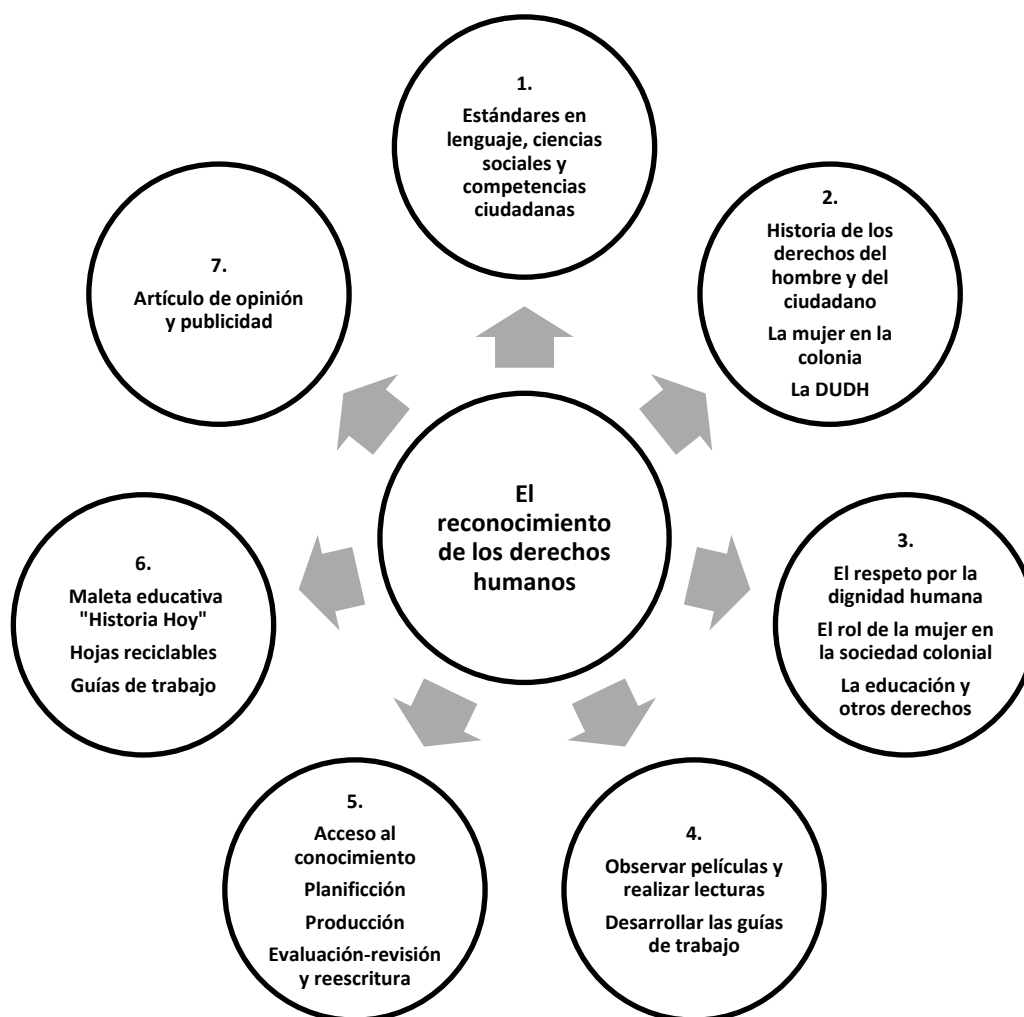 1.
Estándares en
lenguaje, ciencias
sociales y
competencias
ciudadanas
2.
Historia de los
derechos del
hombre y del
ciudadano
La mujer en la
colonia
La DUDH
3.
El respeto por la
dignidad humana
El rol de la mujer en
la sociedad colonial
La educación y
otros derechos
4.
Observar películas y
realizar lecturas
Desarrollar las guías
de trabajo
5.
Acceso al
conocimiento
Planificción
Producción
Evaluación-revisión
y reescritura
6.
Maleta educativa
"Historia Hoy"
Hojas reciclables
Guías de trabajo
7.
Artículo de opinión
y publicidad
El
reconocimiento
de los derechos
humanos